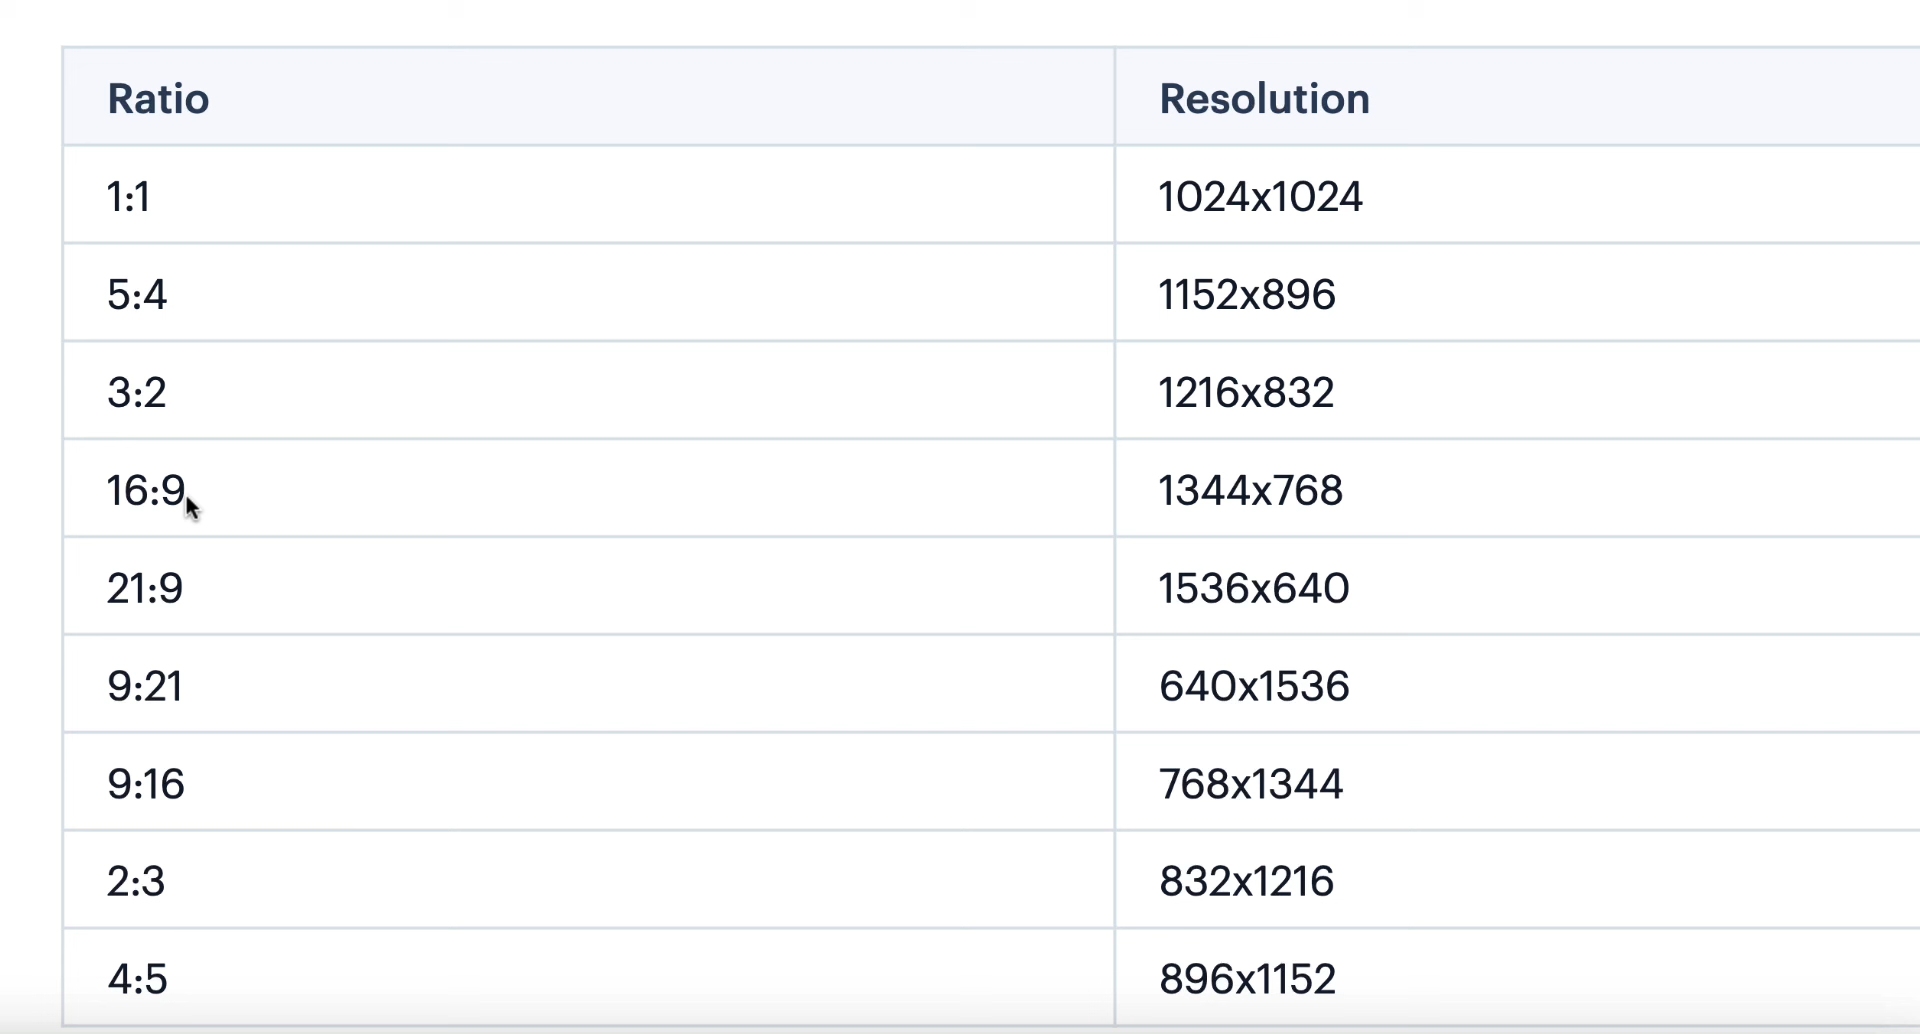 Ratio Resolution
1:1 1024x1024
5:4 1152x896
3:2 1216x832
16:9 1344x768
21:9 1536x640
9:21 640x1536
9:16 768x1344
2:3 832x1216
4:5 896x1152